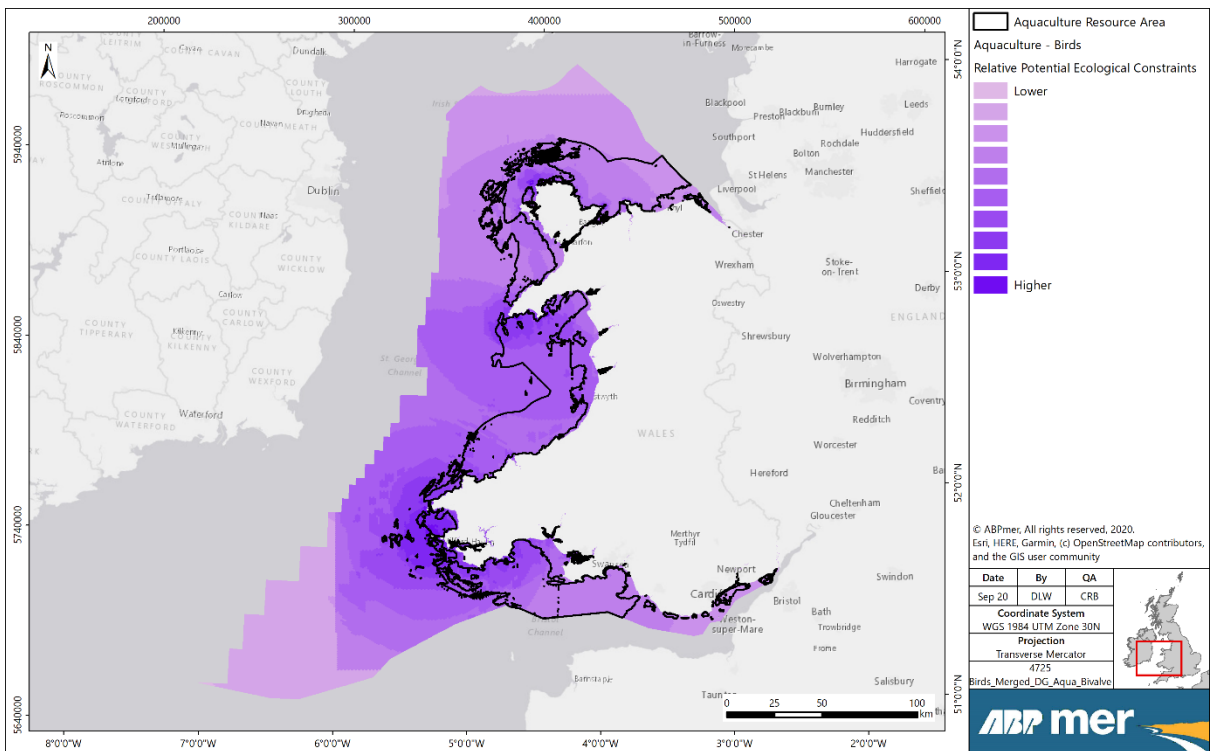 200000
300000
400000
500000
600000
N
5940000
5840000
5740000
5640000
54°0'0"N
53°0'0"N
52°0'0"N
51°0'0"N
8°0'0"W
7°0'0"W
6°0'0"W
5°0'0"W
4°0'0"W
3°0'0"W
2°0'0"W
Dundalk
Drogheda
Navan
Longford
Roscommon
Mullingar
Athlone
Tullamore
Dublin
Naas
Portlaoise
Carlow
Kilkenny
Waterford
COUNTY CAVAN
COUNTY LOUTH
COUNTY ROSCOMMON
COUNTY KILDARE
COUNTY WICKLOW
COUNTY LAOIS
COUNTY CARLOW
COUNTY TIPPERARY
COUNTY KILKENNY
COUNTY WEXFORD
COUNTY WATERFORD
Barrow-
in-Furness
Morecambe
Harrogate
Blackpool
Preston
Blackburn
Burnley
Leeds
Southport
Bolton
Rochdale
Huddersfield
St Helens
Manchester
Liverpool
Sheffield
Chester
Wrexham
Stoke-
on-Trent
Derby
Oswestry
ENGLAND
Shrewsbury
Wolverhampton
Birmingham
Coventry
Redditch
WALES
Worcester
Hereford
Cheltenham
Gloucester
Merthyr
Tydfil
Newport
Swindon
Bristol
Weston-
super-Mare
Bath
Trowbridge
Frome
Channel
Barnstaple
Salisbury
0 25 50 100
km
Aquaculture Resource Area
Aquaculture - Birds
Relative Potential Ecological Constraints
Lower
Higher
© ABPmer, All rights reserved, 2020.
Esri, HERE, Garmin, (c) OpenStreetMap contributors,
and the GIS user community
Date By QA
Sep 20 DLW CRB
Coordinate System
WGS 1984 UTM Zone 30N
Projection
Transverse Mercator
4725
Birds_Merged_DG_Aqua_Bivalve
ABPmer